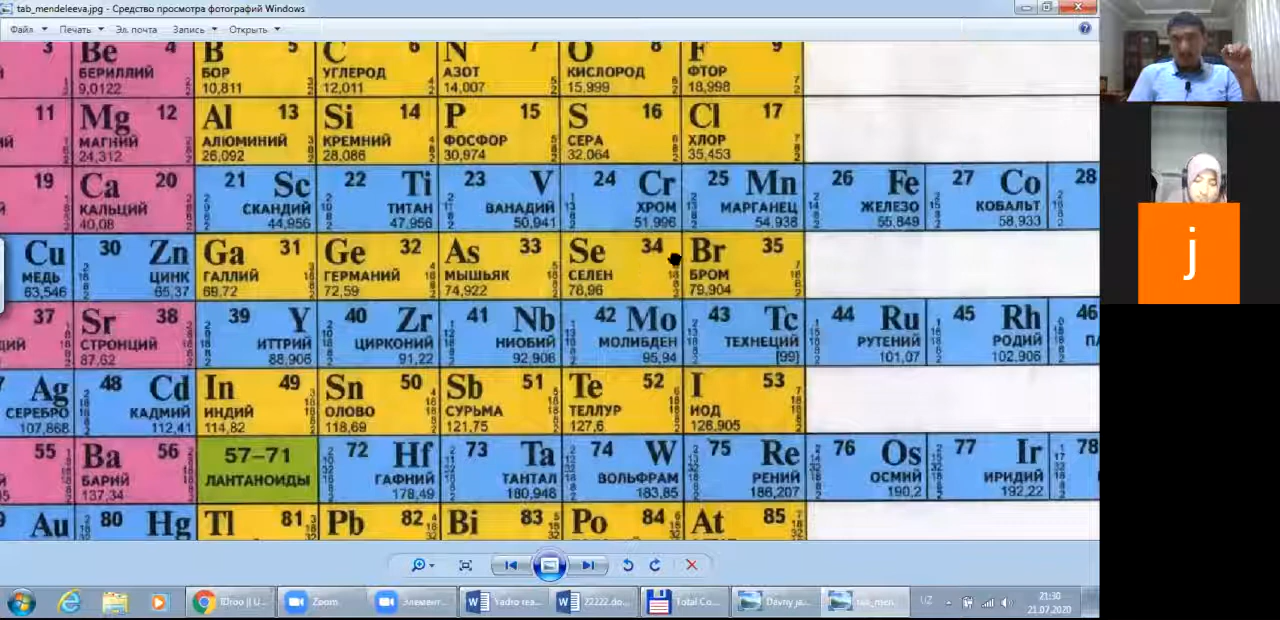 tab_mendeleeva.jpg - Средство просмотра фотографий Windows
Файл Печать Эл. почта Запись Открыть
3 Be 4 B 5 C 6 N 7 O 8 F 9
БЕРИЛЛИЙ БОР УГЛЕРОД АЗОТ КИСЛОРОД ФТОР
9,0122 10,811 12,011 14,007 15,999 18,998
11 Mg 12 Al 13 Si 14 P 15 S 16 Cl 17
МАГНИЙ АЛЮМИНИЙ КРЕМНИЙ ФОСФОР СЕРА ХЛОР
24,312 26,092 28,086 30,974 32,064 35,453
19 Ca 20 21 Sc 22 Ti 23 V 24 Cr 25 Mn 26 Fe 27 Co 28
КАЛЬЦИЙ СКАНДИЙ ТИТАН ВАНАДИЙ ХРОМ МАРГАНЕЦ ЖЕЛЕЗО КОБАЛЬТ
40,08 44,956 47,956 50,941 51,996 54,938 55,849 58,933
Cu 30 Zn Ga 31 Ge 32 As 33 Se 34 Br 35
МЕДЬ ЦИНК ГАЛЛИЙ ГЕРМАНИЙ МЫШЬЯК СЕЛЕН БРОМ
63,546 65,37 69,72 72,59 74,922 78,96 79,904
37 Sr 38 39 Y 40 Zr 41 Nb 42 Mo 43 Tc 44 Ru 45 Rh 46
ДИЙ СТРОНЦИЙ ИТТРИЙ ЦИРКОНИЙ НИОБИЙ МОЛИБДЕН ТЕХНЕЦИЙ РУТЕНИЙ РОДИЙ
87,62 88,906 91,22 92,906 95,94 [99] 101,07 102,906
Ag 48 Cd In 49 Sn 50 Sb 51 Te 52 I 53
СЕРЕБРО КАДМИЙ ИНДИЙ ОЛОВО СУРЬМА ТЕЛЛУР ИОД
107,868 112,41 114,82 118,69 121,75 127,6 126,905
55 Ba 56 57–71 72 Hf 73 Ta 74 W 75 Re 76 Os 77 Ir 78
БАРИЙ ЛАНТАНОИДЫ ГАФНИЙ ТАНТАЛ ВОЛЬФРАМ РЕНИЙ ОСМИЙ ИРИДИЙ
137,34 178,49 180,948 183,85 186,207 190,2 192,22
Au 80 Hg Tl 81 Pb 82 Bi 83 Po 84 At 85
j
IDroo || U... Zoom Элемент... Yadro rea... 22222.do... Total Co... Davriy ja... tab_men... UZ 21:30
21.07.2020